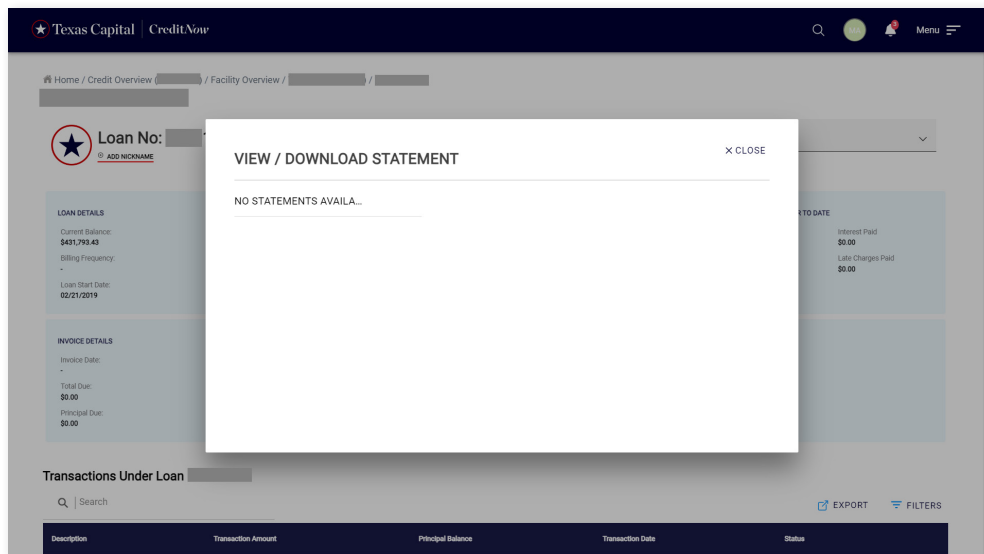 Texas Capital | CreditNow
3
Menu
Home / Credit Overview ( ) / Facility Overview / /
Loan No:
ADD NICKNAME
VIEW / DOWNLOAD STATEMENT
CLOSE
NO STATEMENTS AVAILA...
LOAN DETAILS
Current Balance:
$431,793.43
Billing Frequency:
-
Loan Start Date:
02/21/2019
R TO DATE
Interest Paid
$0.00
Late Charges Paid
$0.00
INVOICE DETAILS
Invoice Date:
-
Total Due:
$0.00
Principal Due:
$0.00
Transactions Under Loan
Search
EXPORT
FILTERS
Description Transaction Amount Principal Balance Transaction Date Status